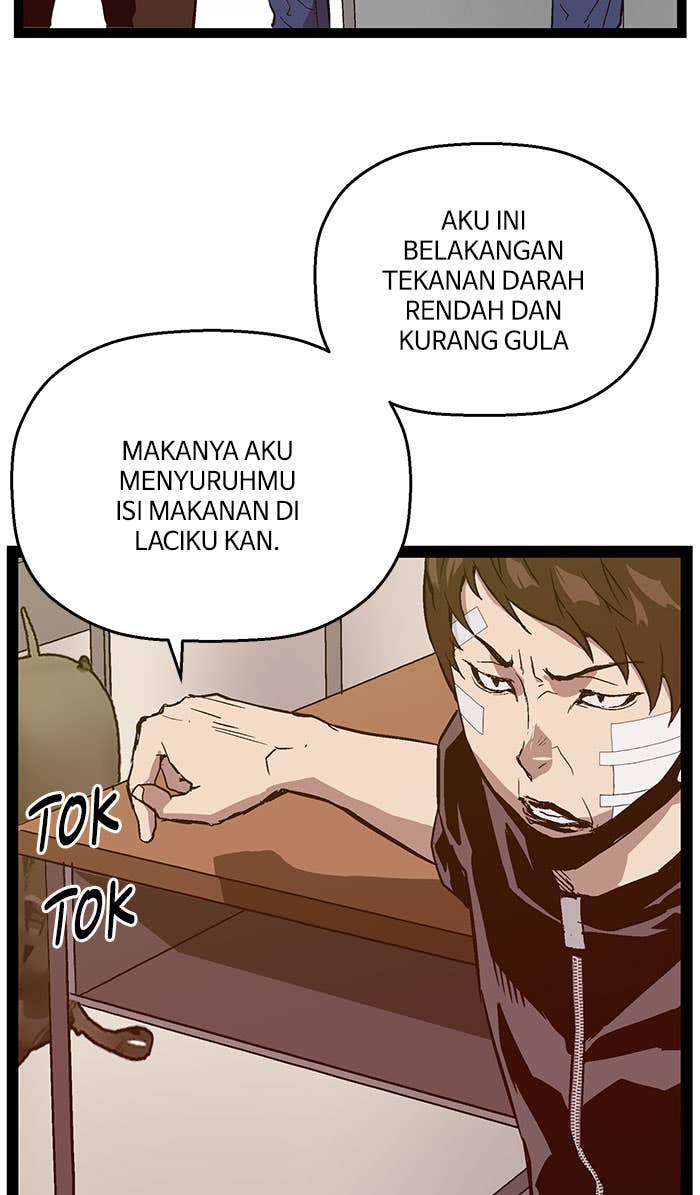 AKU INI
BELAKANGAN
TEKANAN DARAH
RENDAH DAN
KURANG GULA
MAKANYA AKU
MENYURUHMU
ISI MAKANAN DI
LACIKU KAN.
TOK
TOK